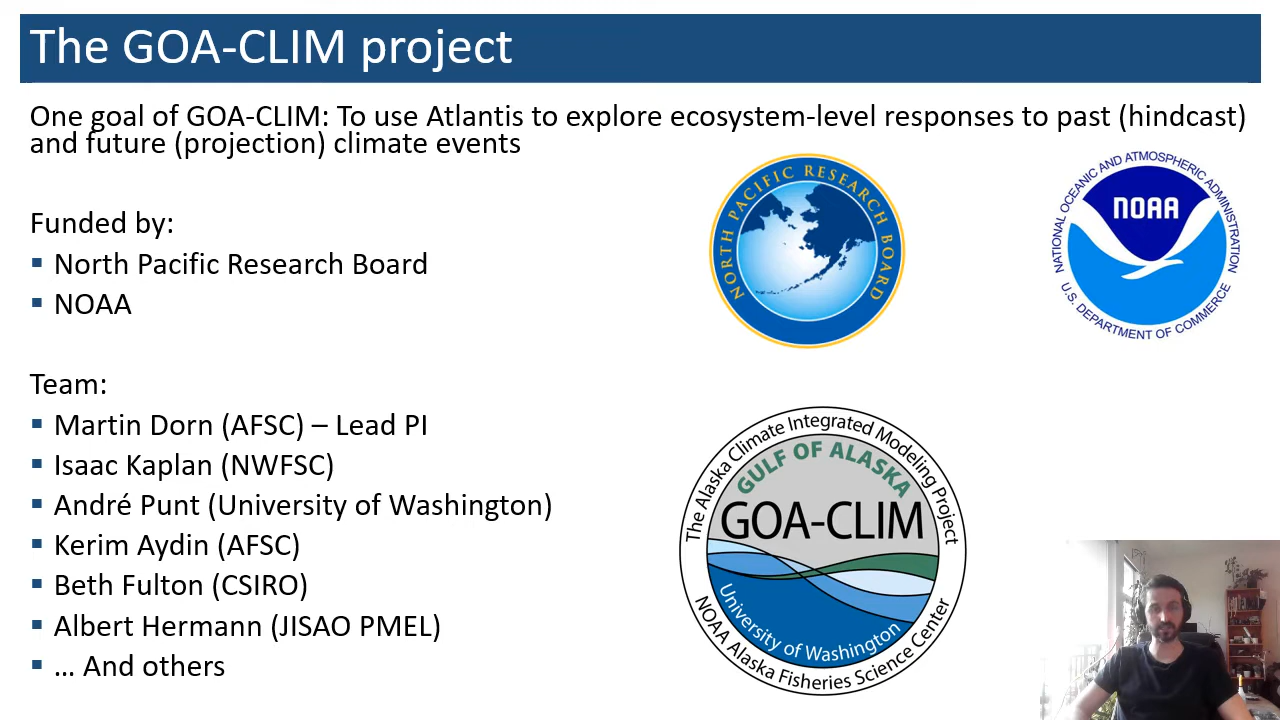 The GOA-CLIM project
One goal of GOA-CLIM: To use Atlantis to explore ecosystem-level responses to past (hindcast)
and future (projection) climate events
NORTH PACIFIC RESEARCH BOARD
NATIONAL OCEANIC AND ATMOSPHERIC ADMINISTRATION
NOAA
U.S. DEPARTMENT OF COMMERCE
Funded by:
▪ North Pacific Research Board
▪ NOAA
Team:
▪ Martin Dorn (AFSC) – Lead PI
▪ Isaac Kaplan (NWFSC)
▪ André Punt (University of Washington)
▪ Kerim Aydin (AFSC)
▪ Beth Fulton (CSIRO)
▪ Albert Hermann (JISAO PMEL)
▪ … And others
The Alaska Climate Integrated Modeling Project
GULF OF ALASKA
GOA-CLIM
University of Washington
NOAA Alaska Fisheries Science Center